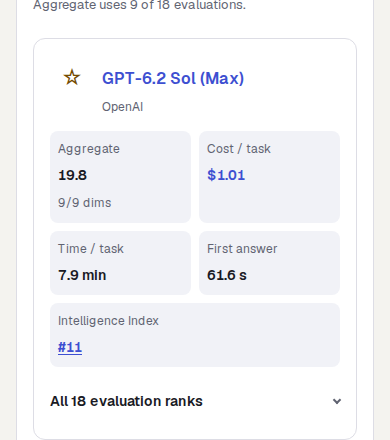 Aggregate uses 9 of 18 evaluations.
GPT-6.2 Sol (Max)
OpenAI
Aggregate
19.8
9/9 dims
Cost / task
$1.01
Time / task
7.9 min
First answer
61.6 s
Intelligence Index
#11
All 18 evaluation ranks